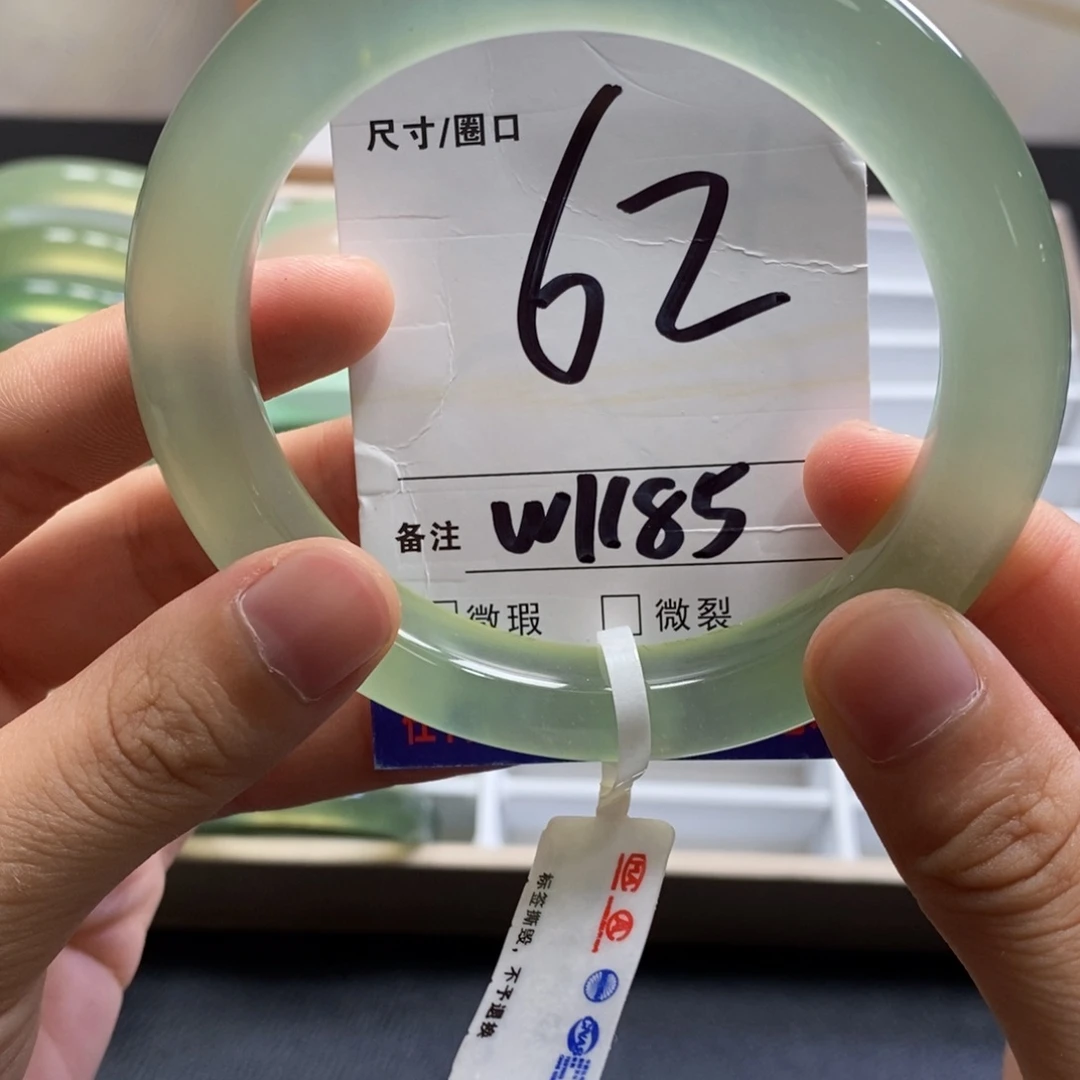 尺寸/圈口
62
备注 W1185
□微瑕 □微裂
标签撕毁，不予退换